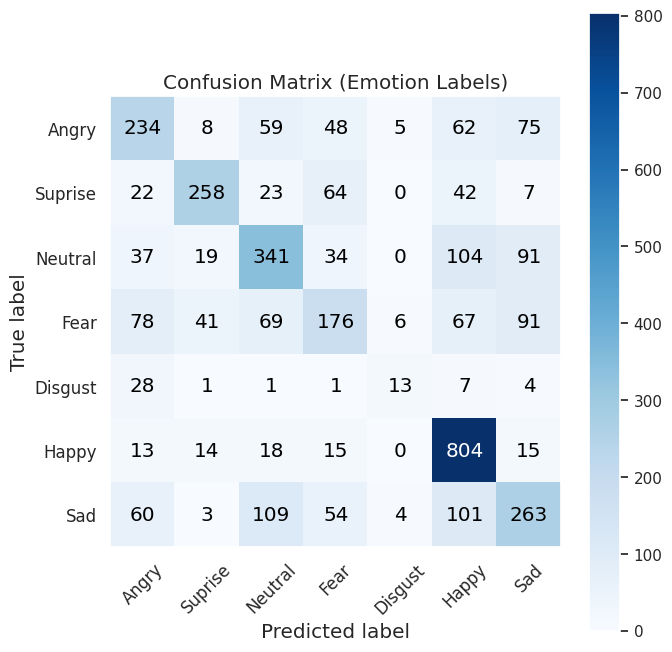 Confusion Matrix (Emotion Labels)
True label
Angry 234 8 59 48 5 62 75
Suprise 22 258 23 64 0 42 7
Neutral 37 19 341 34 0 104 91
Fear 78 41 69 176 6 67 91
Disgust 28 1 1 1 13 7 4
Happy 13 14 18 15 0 804 15
Sad 60 3 109 54 4 101 263
Angry Suprise Neutral Fear Disgust Happy Sad
Predicted label
800
700
600
500
400
300
200
100
0